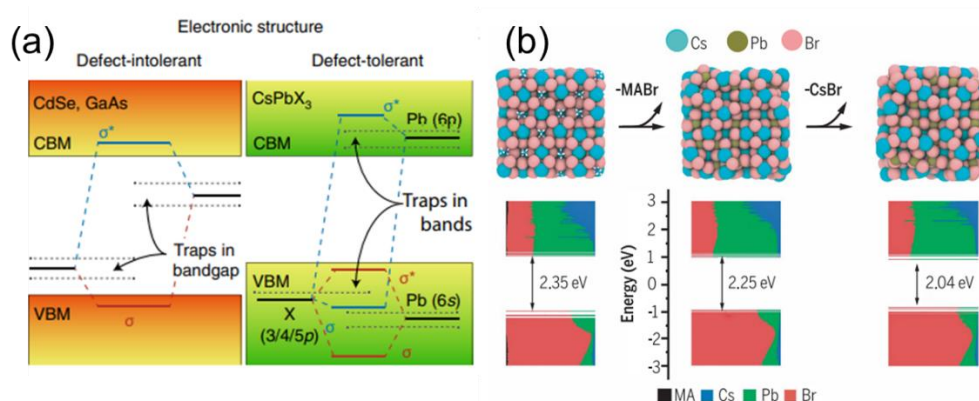 (a)
Electronic structure
Defect-intolerant
Defect-tolerant
CdSe, GaAs
CBM
σ*
VBM
σ
Traps in
bandgap
CsPbX3
σ*
Pb (6p)
CBM
Traps in
bands
VBM
X
(3/4/5p)
σ*
σ
Pb (6s)
σ
(b)
Cs Pb Br
-MABr
-CsBr
Energy (eV)
3
2
1
0
-1
-2
-3
2.35 eV
2.25 eV
2.04 eV
MA Cs Pb Br